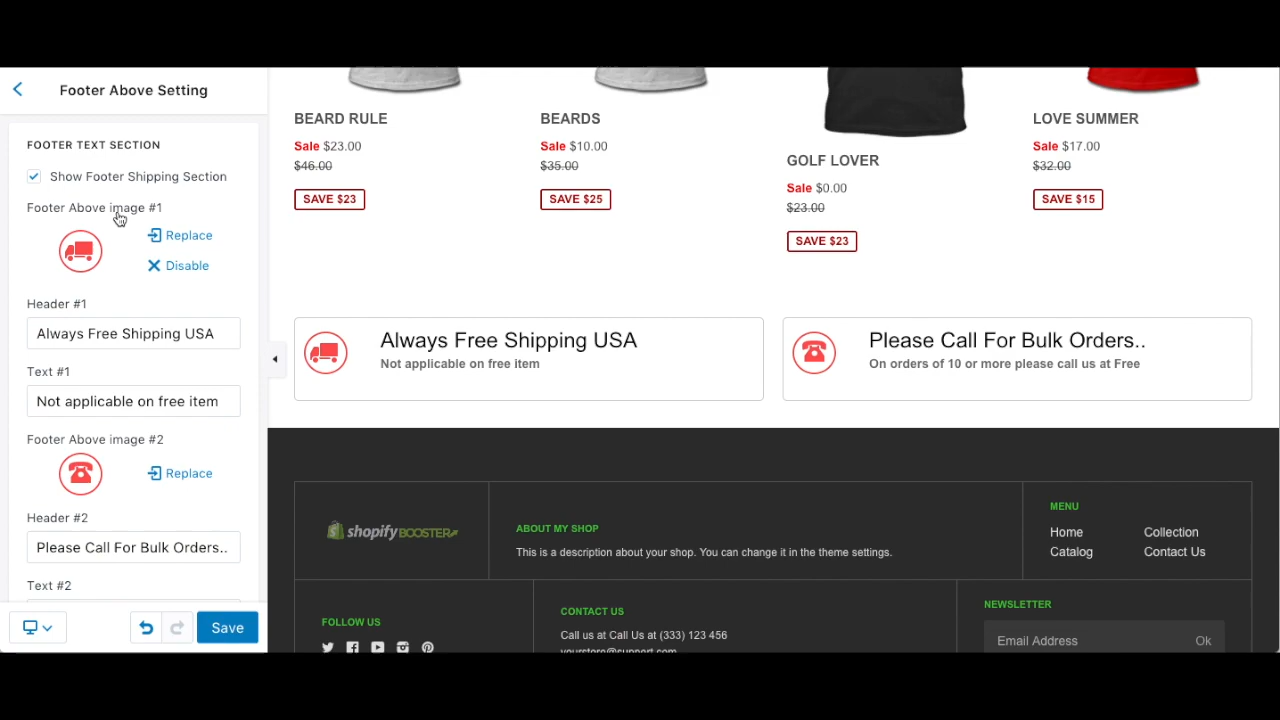 Footer Above Setting
FOOTER TEXT SECTION
Show Footer Shipping Section
Footer Above image #1
Replace
Disable
Header #1
Always Free Shipping USA
Text #1
Not applicable on free item
Footer Above image #2
Replace
Header #2
Please Call For Bulk Orders..
Text #2
Save
BEARD RULE
Sale $23.00
$46.00
SAVE $23
BEARDS
Sale $10.00
$35.00
SAVE $25
GOLF LOVER
Sale $0.00
$23.00
SAVE $23
LOVE SUMMER
Sale $17.00
$32.00
SAVE $15
Always Free Shipping USA
Not applicable on free item
Please Call For Bulk Orders..
On orders of 10 or more please call us at Free
shopifyBOOSTER
ABOUT MY SHOP
This is a description about your shop. You can change it in the theme settings.
MENU
Home
Collection
Catalog
Contact Us
FOLLOW US
CONTACT US
Call us at Call Us at (333) 123 456
yourstore@support.com
NEWSLETTER
Email Address
Ok